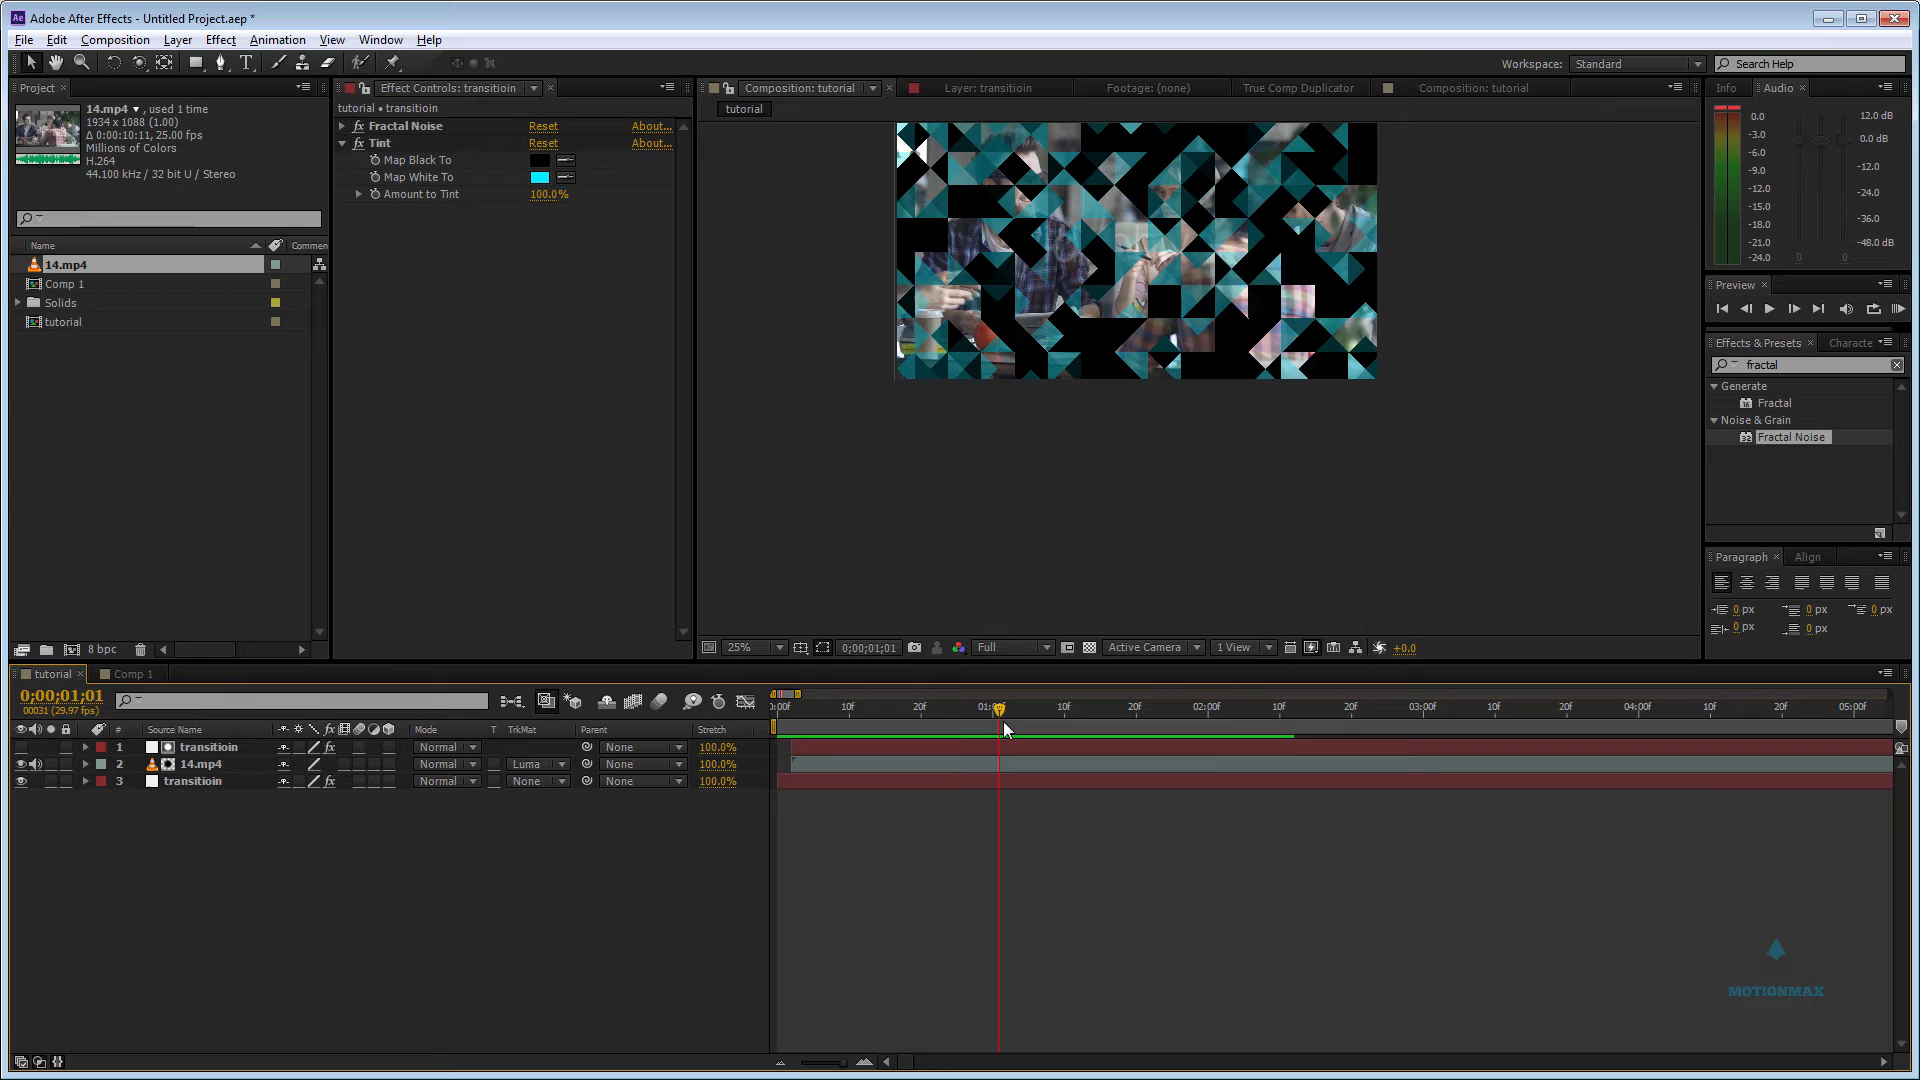 Adobe After Effects - Untitled Project.aep *
File Edit Composition Layer Effect Animation View Window Help
Workspace: Standard Search Help
Project Effect Controls: transitioin Composition: tutorial Layer: transitioin Footage: (none) True Comp Duplicator Composition: tutorial Info Audio
14.mp4 , used 1 time
Δ 0:00:10:11, 25.00 fps
Millions of Colors
H.264
44.100 kHz / 32 bit U / Stereo
1934 x 1088 (1.00)
tutorial • transitioin
Fractal Noise Reset About...
Tint Reset About...
Map Black To
Map White To
Amount to Tint 100.0%
tutorial
0.0 12.0 dB
-3.0 0.0 dB
-6.0
-9.0 -12.0
-12.0 -24.0
-15.0
-18.0 -36.0
-21.0 -48.0 dB
-24.0
Name Commen
14.mp4
Comp 1
Solids
tutorial
Preview
Effects & Presets Characte
fractal
Generate
Fractal
Noise & Grain
Fractal Noise
Paragraph Align
0 px 0 px 0 px
0 px 0 px
8 bpc
25% 0;00;01;01 Full Active Camera 1 View +0.0
tutorial Comp 1
0;00;01;01
00031 (29.97 fps)
0:00f 10f 20f 01:00f 10f 20f 02:00f 10f 20f 03:00f 10f 20f 04:00f 10f 20f 05:00f
# Source Name Mode T TrkMat Parent Stretch
1 transitioin Normal None 100.0%
2 14.mp4 Normal Luma None 100.0%
3 transitioin Normal None None 100.0%
MOTIONMAX